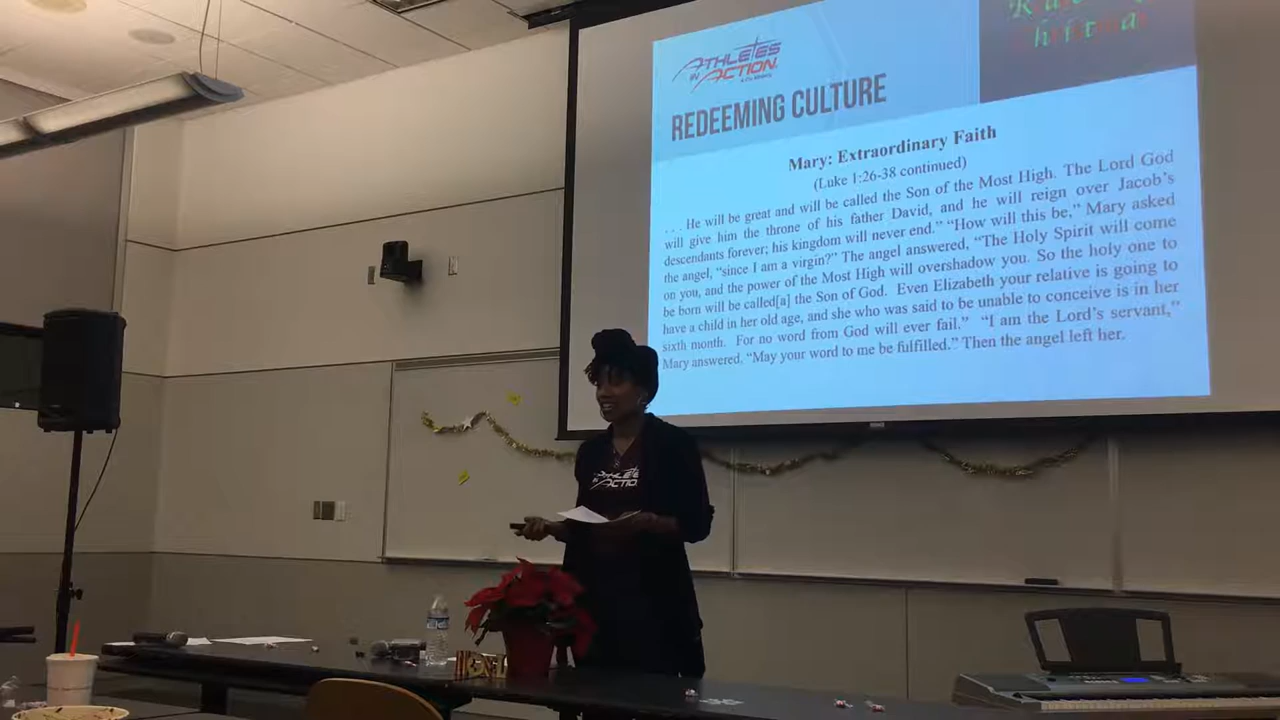 ATHLETES
IN ACTION
REDEEMING CULTURE
Christmas
Mary: Extraordinary Faith
(Luke 1:26-38 continued)
. . . He will be great and will be called the Son of the Most High. The Lord God
will give him the throne of his father David, and he will reign over Jacob's
descendants forever; his kingdom will never end.” “How will this be,” Mary asked
the angel, “since I am a virgin?” The angel answered, “The Holy Spirit will come
on you, and the power of the Most High will overshadow you. So the holy one to
be born will be called[a] the Son of God. Even Elizabeth your relative is going to
have a child in her old age, and she who was said to be unable to conceive is in her
sixth month. For no word from God will ever fail.” “I am the Lord's servant,”
Mary answered. “May your word to me be fulfilled.” Then the angel left her.
ATHLETES
IN ACTION